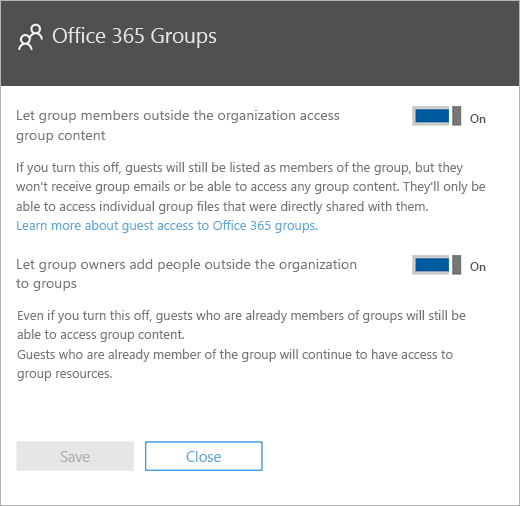 Office 365 Groups
Let group members outside the organization access
group content
On
If you turn this off, guests will still be listed as members of the group, but they
won't receive group emails or be able to access any group content. They'll only be
able to access individual group files that were directly shared with them.
Learn more about guest access to Office 365 groups.
Let group owners add people outside the organization
to groups
On
Even if you turn this off, guests who are already members of groups will still be
able to access group content.
Guests who are already member of the group will continue to have access to
group resources.
Save
Close